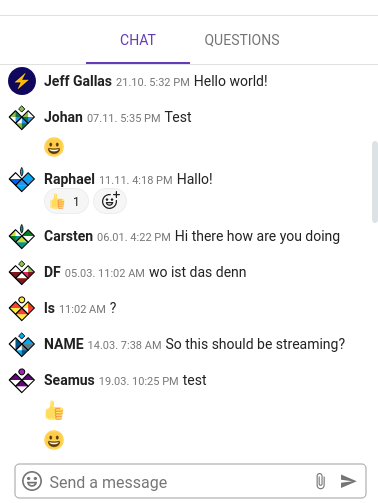 CHAT QUESTIONS
Jeff Gallas 21.10. 5:32 PM Hello world!
Johan 07.11. 5:35 PM Test
😀
Raphael 11.11. 4:18 PM Hallo!
👍 1
Carsten 06.01. 4:22 PM Hi there how are you doing
DF 05.03. 11:02 AM wo ist das denn
Is 11:02 AM ?
NAME 14.03. 7:38 AM So this should be streaming?
Seamus 19.03. 10:25 PM test
👍
😀
Send a message